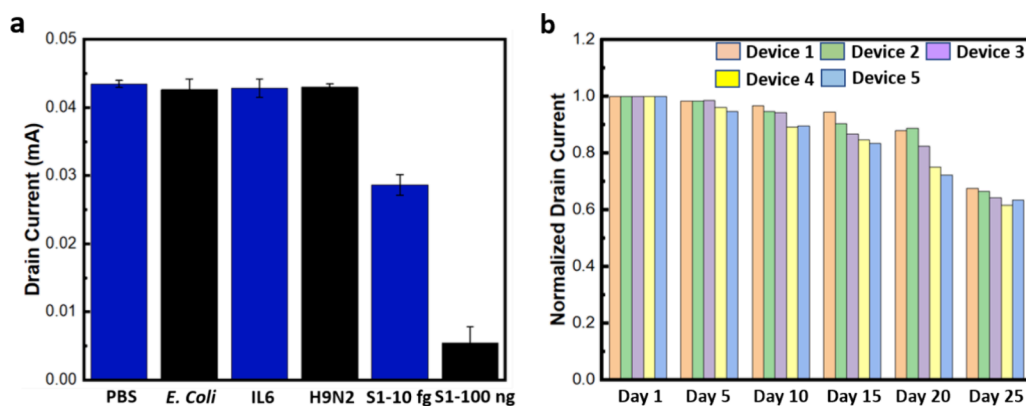 a
Drain Current (mA)
0.05
0.04
0.03
0.02
0.01
0.00
PBS E. Coli IL6 H9N2 S1-10 fg S1-100 ng
b
Normalized Drain Current
1.2
1.0
0.8
0.6
0.4
0.2
0.0
Device 1 Device 2 Device 3
Device 4 Device 5
Day 1 Day 5 Day 10 Day 15 Day 20 Day 25